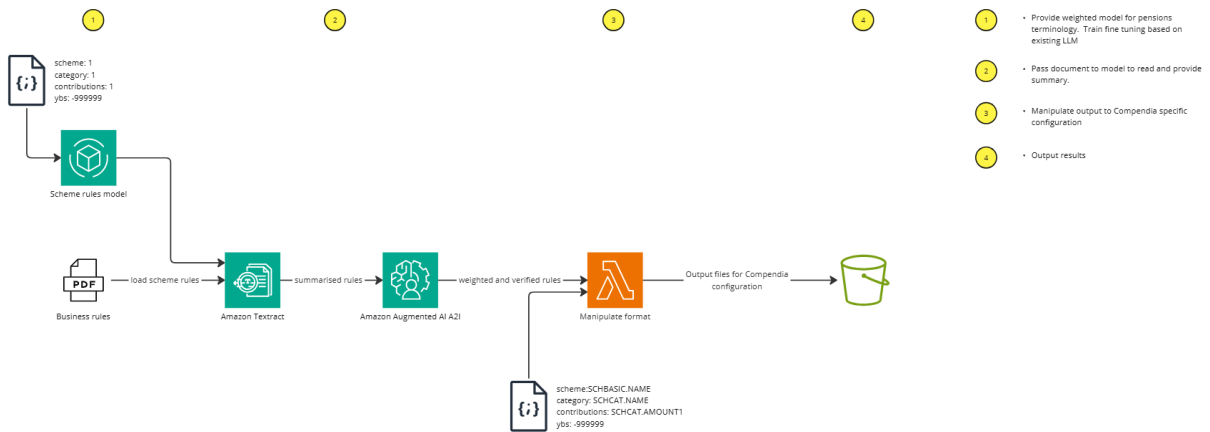 1
2
3
4
scheme: 1
category: 1
contributions: 1
ybs: -999999
Scheme rules model
PDF
Business rules
load scheme rules
Amazon Textract
summarised rules
Amazon Augmented AI A2I
weighted and verified rules
Manipulate format
Output files for Compendia
configuration
scheme:SCHBASIC.NAME
category: SCHCAT.NAME
contributions: SCHCAT.AMOUNT1
ybs: -999999
1
• Provide weighted model for pensions
terminology. Train fine tuning based on
existing LLM
2
• Pass document to model to read and provide
summary.
3
• Manipulate output to Compendia specific
configuration
4
• Output results